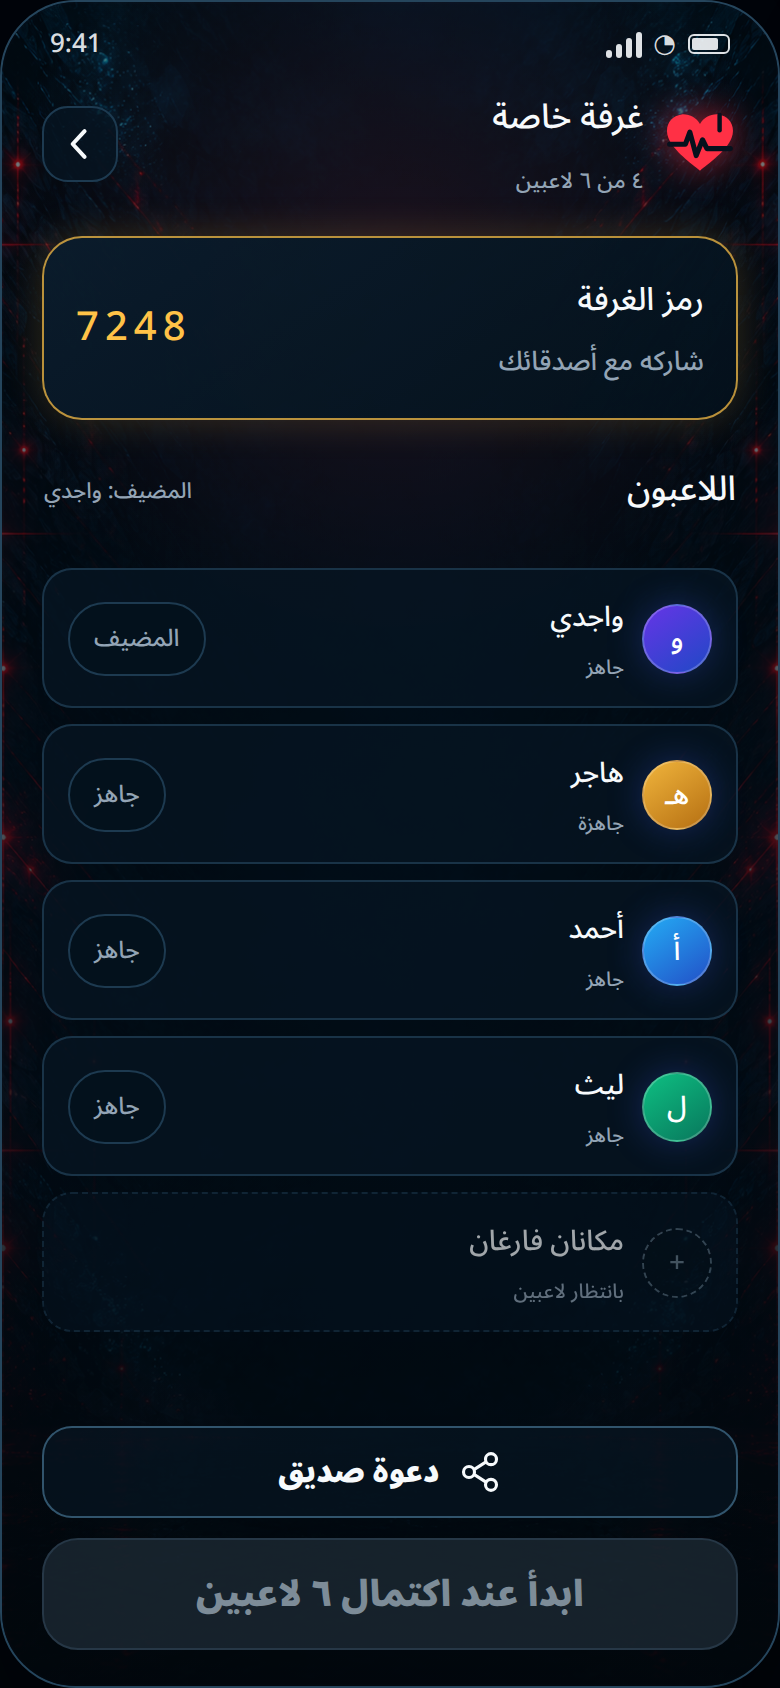 9:41
غرفة خاصة
٤ من ٦ لاعبين
رمز الغرفة
شاركه مع أصدقائك
7248
اللاعبون
المضيف: واجدي
و
واجدي
جاهز
المضيف
هـ
هاجر
جاهزة
جاهز
أ
أحمد
جاهز
جاهز
ل
ليث
جاهز
جاهز
+
مكانان فارغان
بانتظار لاعبين
دعوة صديق
ابدأ عند اكتمال ٦ لاعبين